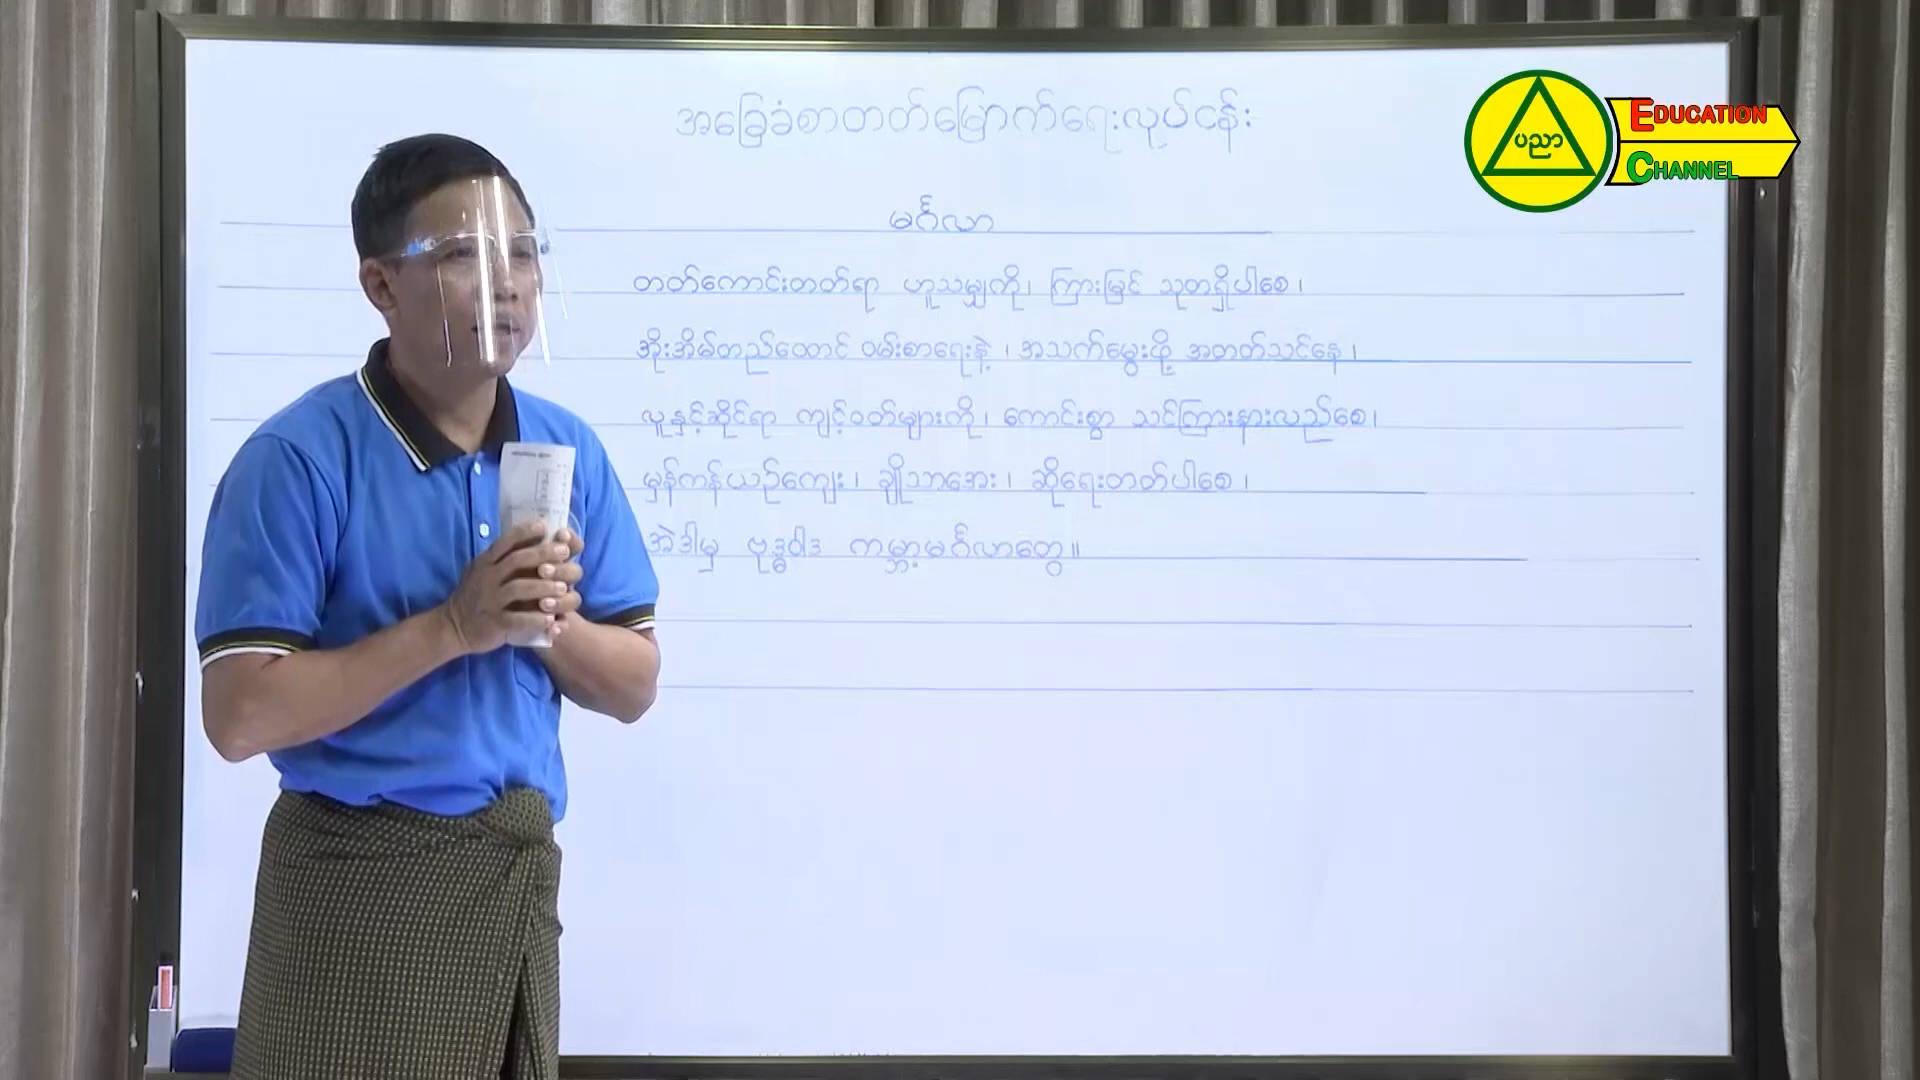 အခြေခံစာတတ်မြောက်ရေးလုပ်ငန်း
EDUCATION
CHANNEL
ပညာ
မင်္ဂလာ
တတ်ကောင်းတတ်ရာ ဟူသမျှကို၊ ကြားမြင် သုတရှိပါစေ၊
အိုးအိမ်တည်ထောင် ဝမ်းစာရေးနဲ့ ၊ အသက်မွေးဖို့ အတတ်သင်နေ ၊
လူနှင့်ဆိုင်ရာ ကျင့်ဝတ်များကို၊ ကောင်းစွာ သင်ကြားနားလည်စေ၊
မှန်ကန်ယဉ်ကျေး၊ ချိုသာအေး၊ ဆိုရေးတတ်ပါစေ ၊
အဲဒါမှ ဗုဒ္ဓဝါဒ ကမ္ဘာ့မင်္ဂလာတွေ။